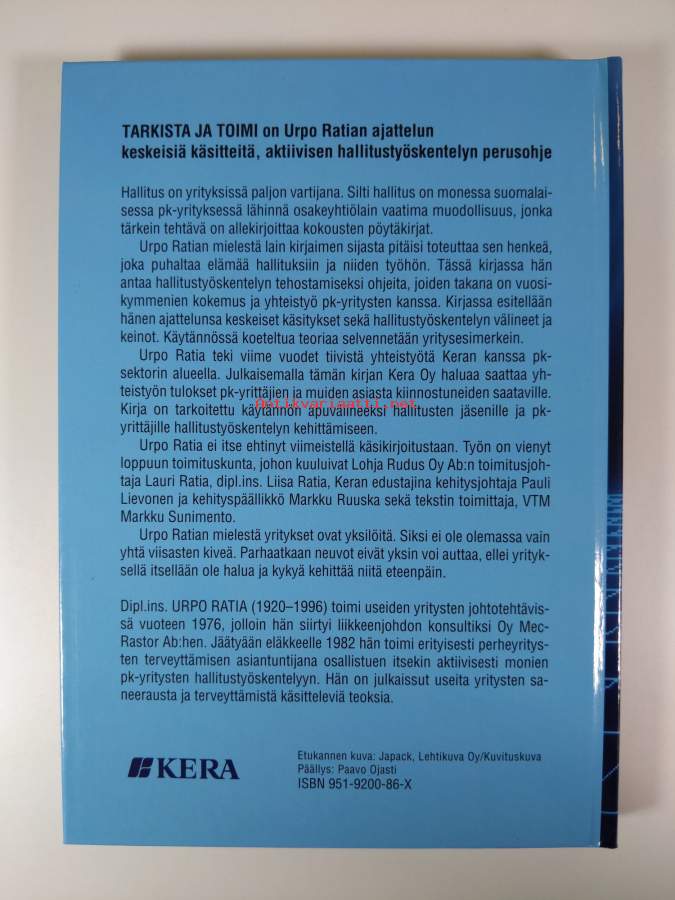 TARKISTA JA TOIMI on Urpo Ratian ajattelun
keskeisiä käsitteitä, aktiivisen hallitustyöskentelyn perusohje
Hallitus on yrityksissä paljon vartijana. Silti hallitus on monessa suomalai-
sessa pk-yrityksessä lähinnä osakeyhtiölain vaatima muodollisuus, jonka
tärkein tehtävä on allekirjoittaa kokousten pöytäkirjat.
Urpo Ratian mielestä lain kirjaimen sijasta pitäisi toteuttaa sen henkeä,
joka puhaltaa elämää hallituksiin ja niiden työhön. Tässä kirjassa hän
antaa hallitustyöskentelyn tehostamiseksi ohjeita, joiden takana on vuosi-
kymmenien kokemus ja yhteistyö pk-yritysten kanssa. Kirjassa esitellään
hänen ajattelunsa keskeiset käsitykset sekä hallitustyöskentelyn välineet ja
keinot. Käytännössä koeteltua teoriaa selvennetään yritysesimerkein.
Urpo Ratia teki viime vuodet tiivistä yhteistyötä Keran kanssa pk-
sektorin alueella. Julkaisemalla tämän kirjan Kera Oy haluaa saattaa yh-
teistyön tulokset pk-yrittäjien ja muiden asiasta kiinnostuneiden saataville.
Kirja on tarkoitettu käytännön apuvälineeksi hallitusten jäsenille ja pk-
yrittäjille hallitustyöskentelyn kehittämiseen.
Urpo Ratia ei itse ehtinyt viimeistellä käsikirjoitustaan. Työn on vienyt
loppuun toimituskunta, johon kuuluivat Lohja Rudus Oy Ab:n toimitusjoh-
taja Lauri Ratia, dipl.ins. Liisa Ratia, Keran edustajina kehitysjohtaja Pauli
Lievonen ja kehityspäällikkö Markku Ruuska sekä tekstin toimittaja, VTM
Markku Sunimento.
Urpo Ratian mielestä yritykset ovat yksilöitä. Siksi ei ole olemassa vain
yhtä viisasten kiveä. Parhaatkaan neuvot eivät yksin voi auttaa, ellei yrityk-
sellä itsellään ole halua ja kykyä kehittää niitä eteenpäin.
Dipl.ins. URPO RATIA (1920–1996) toimi useiden yritysten johtotehtävis-
sä vuoteen 1976, jolloin hän siirtyi liikkeenjohdon konsultiksi Oy Mec-
Rastor Ab:hen. Jäätyään eläkkeelle 1982 hän toimi erityisesti perheyritys-
ten terveyttämisen asiantuntijana osallistuen itsekin aktiivisesti monien
pk-yritysten hallitustyöskentelyyn. Hän on julkaissut useita yritysten sa-
neerausta ja terveyttämistä käsitteleviä teoksia.
KERA
Etukannen kuva: Japack, Lehtikuva Oy/Kuvituskuva
Päällys: Paavo Ojasti
ISBN 951-9200-86-X
Antikvariaatti.net